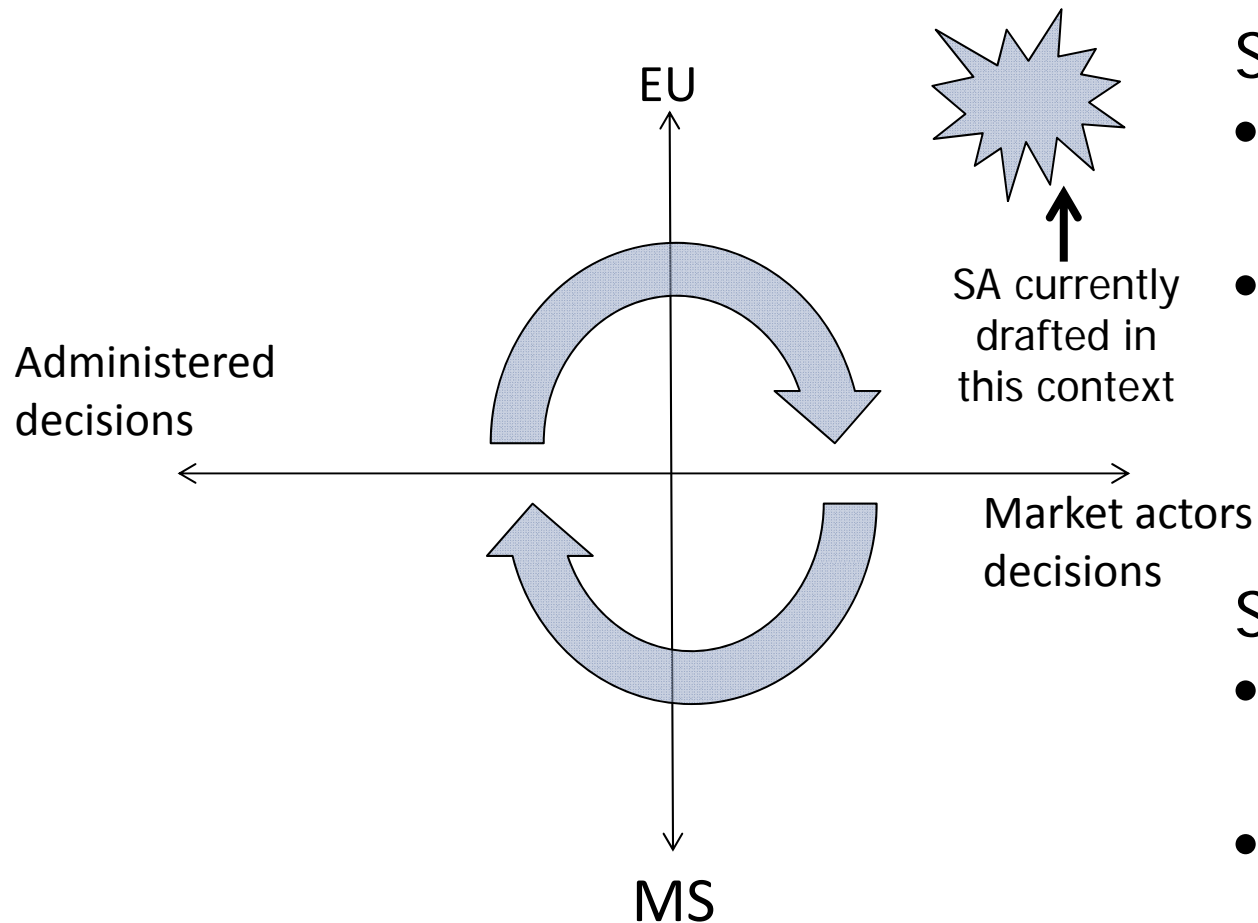 EU
S
•
SA currently
drafted in
this context
•
Administered
decisions
Market actors
decisions
S
•
•
MS